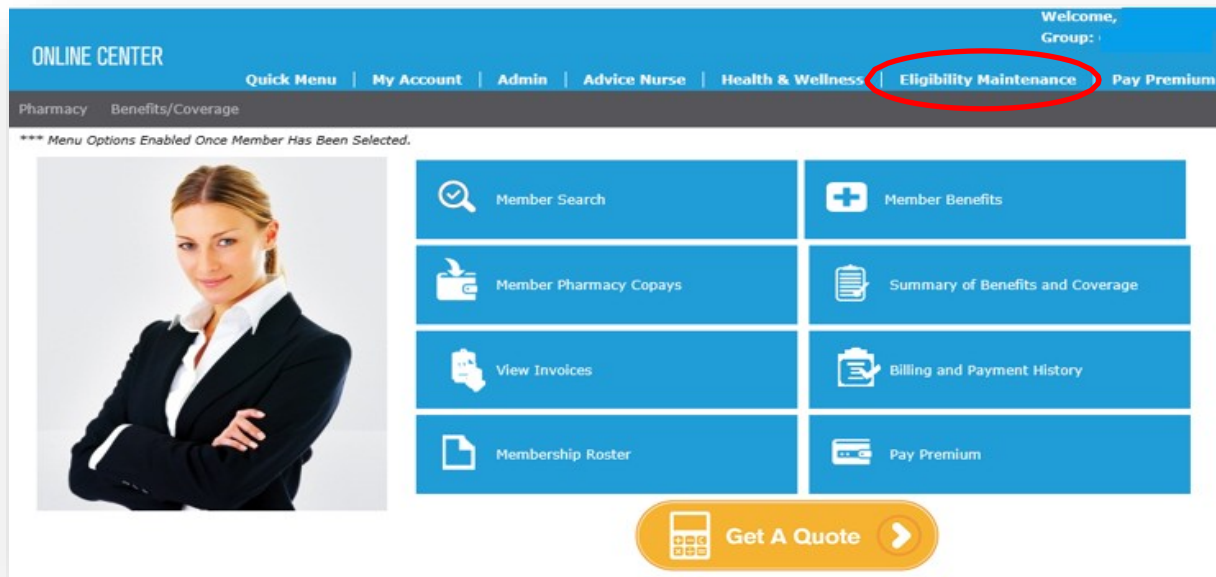 Welcome,
Group:
ONLINE CENTER
Quick Menu | My Account | Admin | Advice Nurse | Health & Wellness | Eligibility Maintenance | Pay Premium
Pharmacy Benefits/Coverage
*** Menu Options Enabled Once Member Has Been Selected.
Member Search
Member Benefits
Member Pharmacy Copays
Summary of Benefits and Coverage
View Invoices
Billing and Payment History
Membership Roster
Pay Premium
Get A Quote